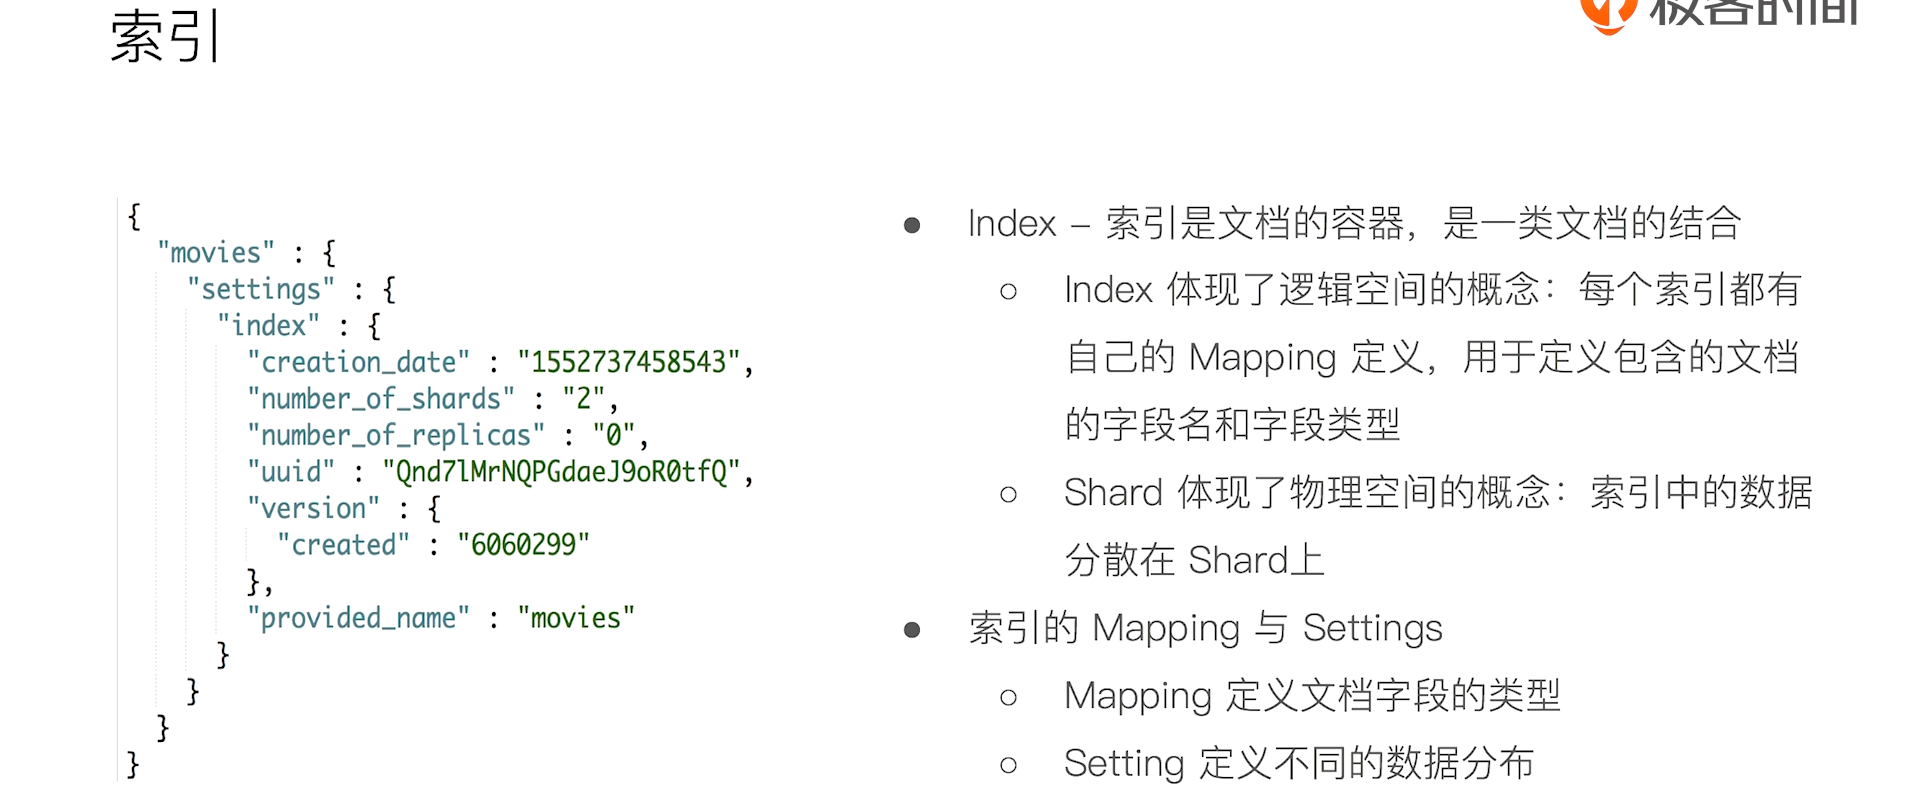 索引
极客时间
{
"movies" : {
"settings" : {
"index" : {
"creation_date" : "1552737458543",
"number_of_shards" : "2",
"number_of_replicas" : "0",
"uuid" : "Qnd7lMrNQPGdaeJ9oR0tfQ",
"version" : {
"created" : "6060299"
},
"provided_name" : "movies"
}
}
}
}
● Index – 索引是文档的容器，是一类文档的结合
○ Index 体现了逻辑空间的概念：每个索引都有
自己的 Mapping 定义，用于定义包含的文档
的字段名和字段类型
○ Shard 体现了物理空间的概念：索引中的数据
分散在 Shard上
● 索引的 Mapping 与 Settings
○ Mapping 定义文档字段的类型
○ Setting 定义不同的数据分布